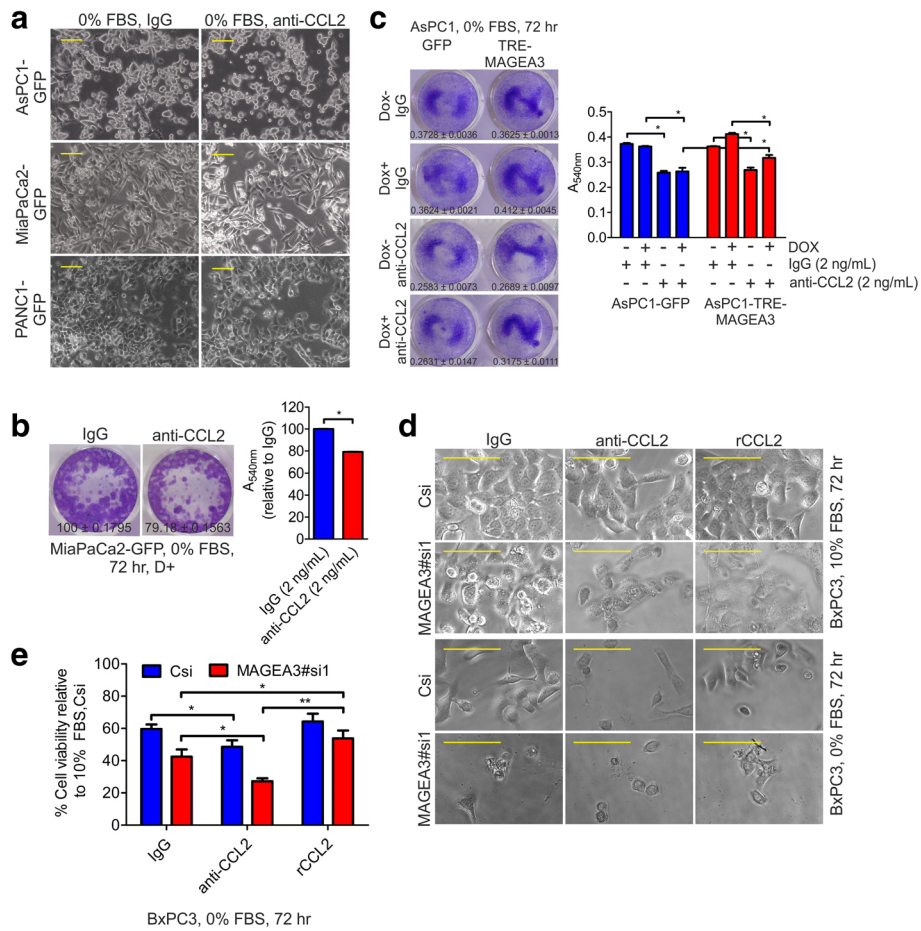 a
0% FBS, IgG
0% FBS, anti-CCL2
AsPC1-
GFP
MiaPaCa2-
GFP
PANC1-
GFP
c
AsPC1, 0% FBS, 72 hr
GFP
TRE-
MAGEA3
Dox-
IgG
0.3728 ± 0.0036
0.3625 ± 0.0013
Dox+
IgG
0.3624 ± 0.0021
0.412 ± 0.0045
Dox-
anti-CCL2
0.2583 ± 0.0073
0.2689 ± 0.0097
Dox+
anti-CCL2
0.2631 ± 0.0147
0.3175 ± 0.0111
A540nm
0.5
0.4
0.3
0.2
0.1
0.0
* * * * *
- + - + - + - + DOX
+ + - - + + - - IgG (2 ng/mL)
- - + + - - + + anti-CCL2 (2 ng/mL)
AsPC1-GFP
AsPC1-TRE-
MAGEA3
b
IgG
anti-CCL2
100 ± 0.1795
79.18 ± 0.1563
MiaPaCa2-GFP, 0% FBS,
72 hr, D+
A540nm
(relative to IgG)
120
100
80
60
40
20
0
*
IgG (2 ng/mL)
anti-CCL2 (2 ng/mL)
d
IgG
anti-CCL2
rCCL2
Csi
MAGEA3#si1
BxPC3, 10% FBS, 72 hr
Csi
MAGEA3#si1
BxPC3, 0% FBS, 72 hr
e
Csi
MAGEA3#si1
% Cell viability relative
to 10% FBS,Csi
100
80
60
40
20
0
*
* **
*
IgG
anti-CCL2
rCCL2
BxPC3, 0% FBS, 72 hr